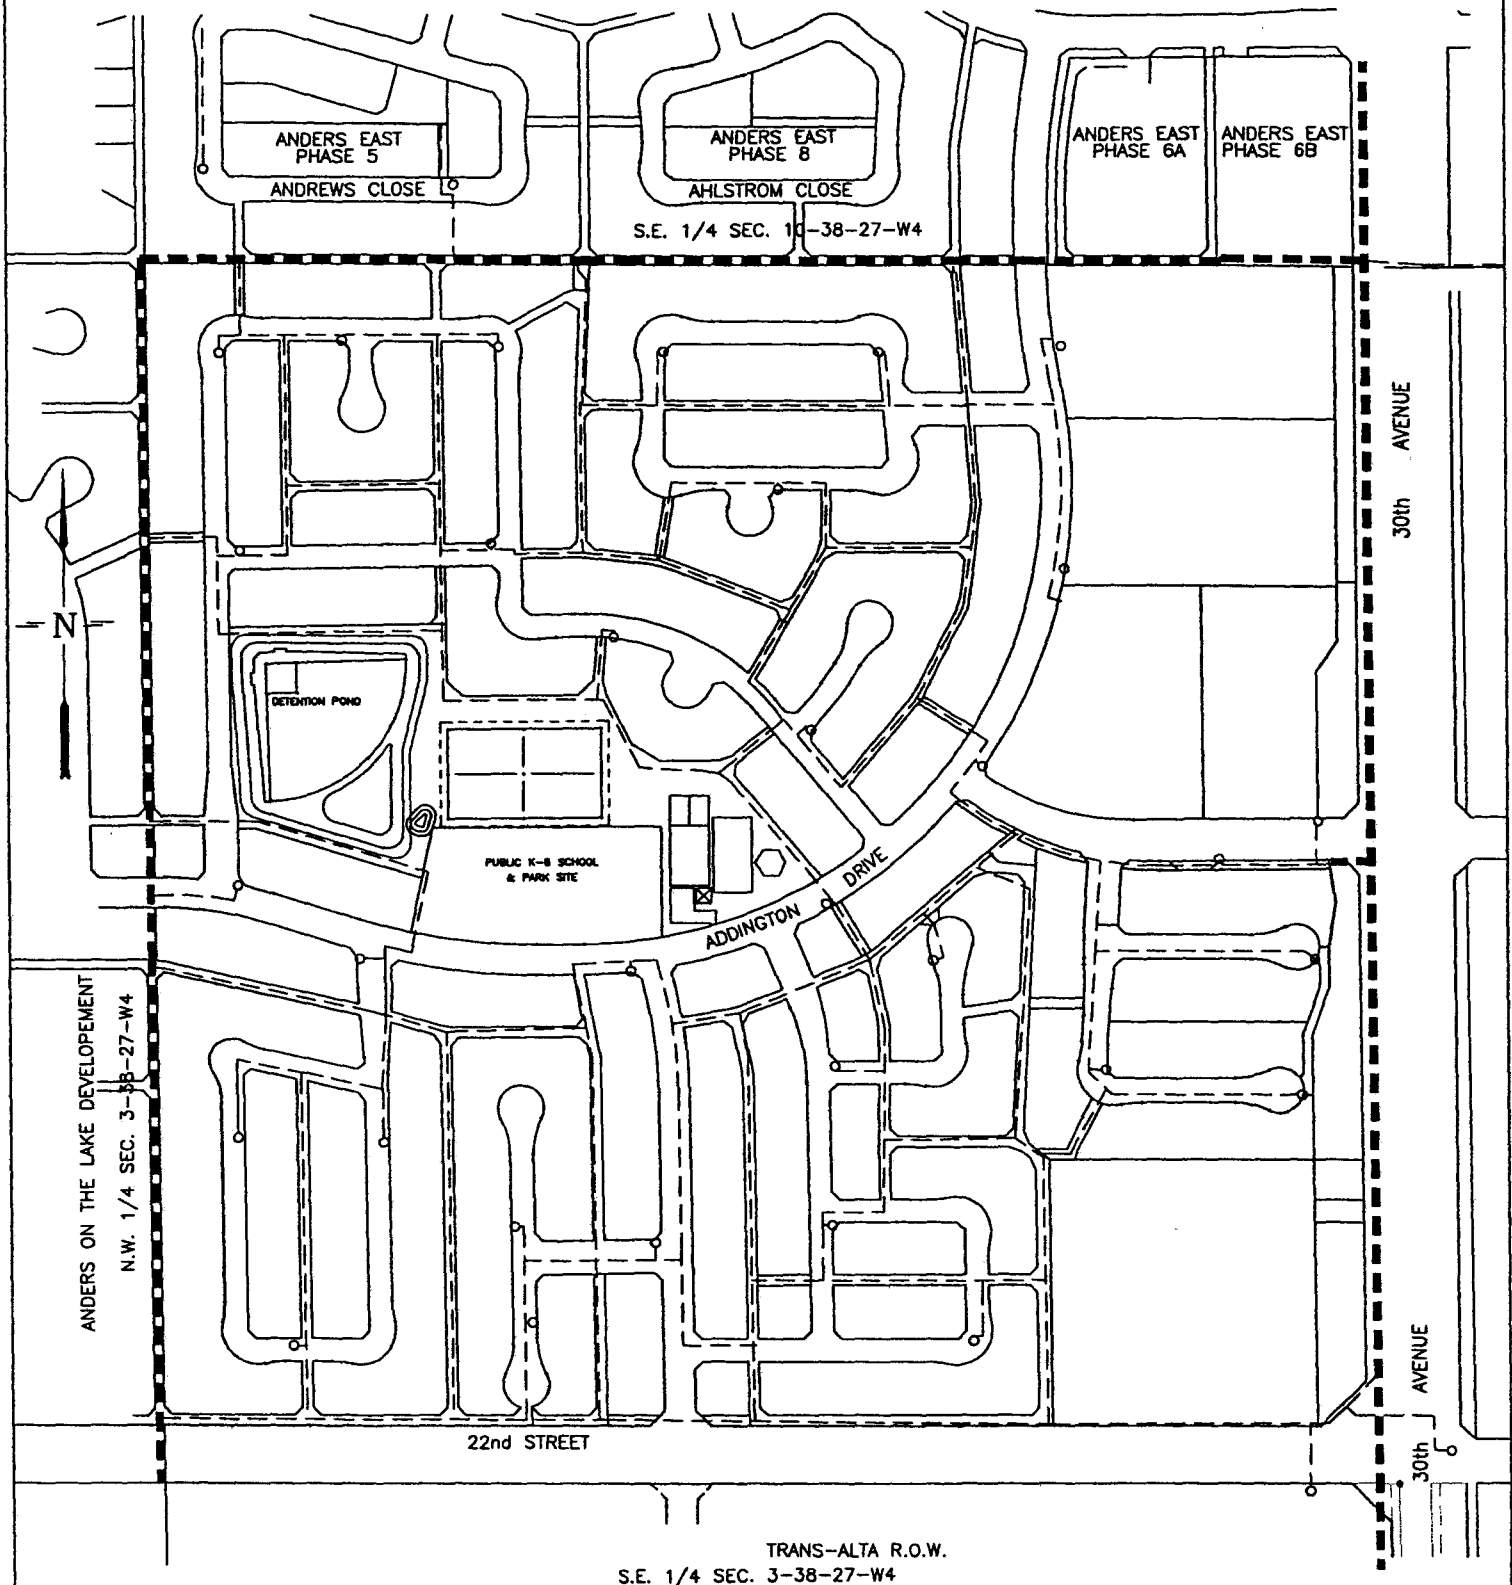 ANDERS EAST
PHASE 5
ANDREWS CLOSE
ANDERS EAST
PHASE 8
AHLSTROM CLOSE
ANDERS EAST
PHASE 6A
ANDERS EAST
PHASE 6B
S.E. 1/4 SEC. 10-38-27-W4
30th AVENUE
N
DETENTION POND
PUBLIC K-8 SCHOOL
& PARK SITE
ADDINGTON DRIVE
ANDERS ON THE LAKE DEVELOPEMENT
N.W. 1/4 SEC. 3-38-27-W4
30th AVENUE
22nd STREET
TRANS-ALTA R.O.W.
S.E. 1/4 SEC. 3-38-27-W4